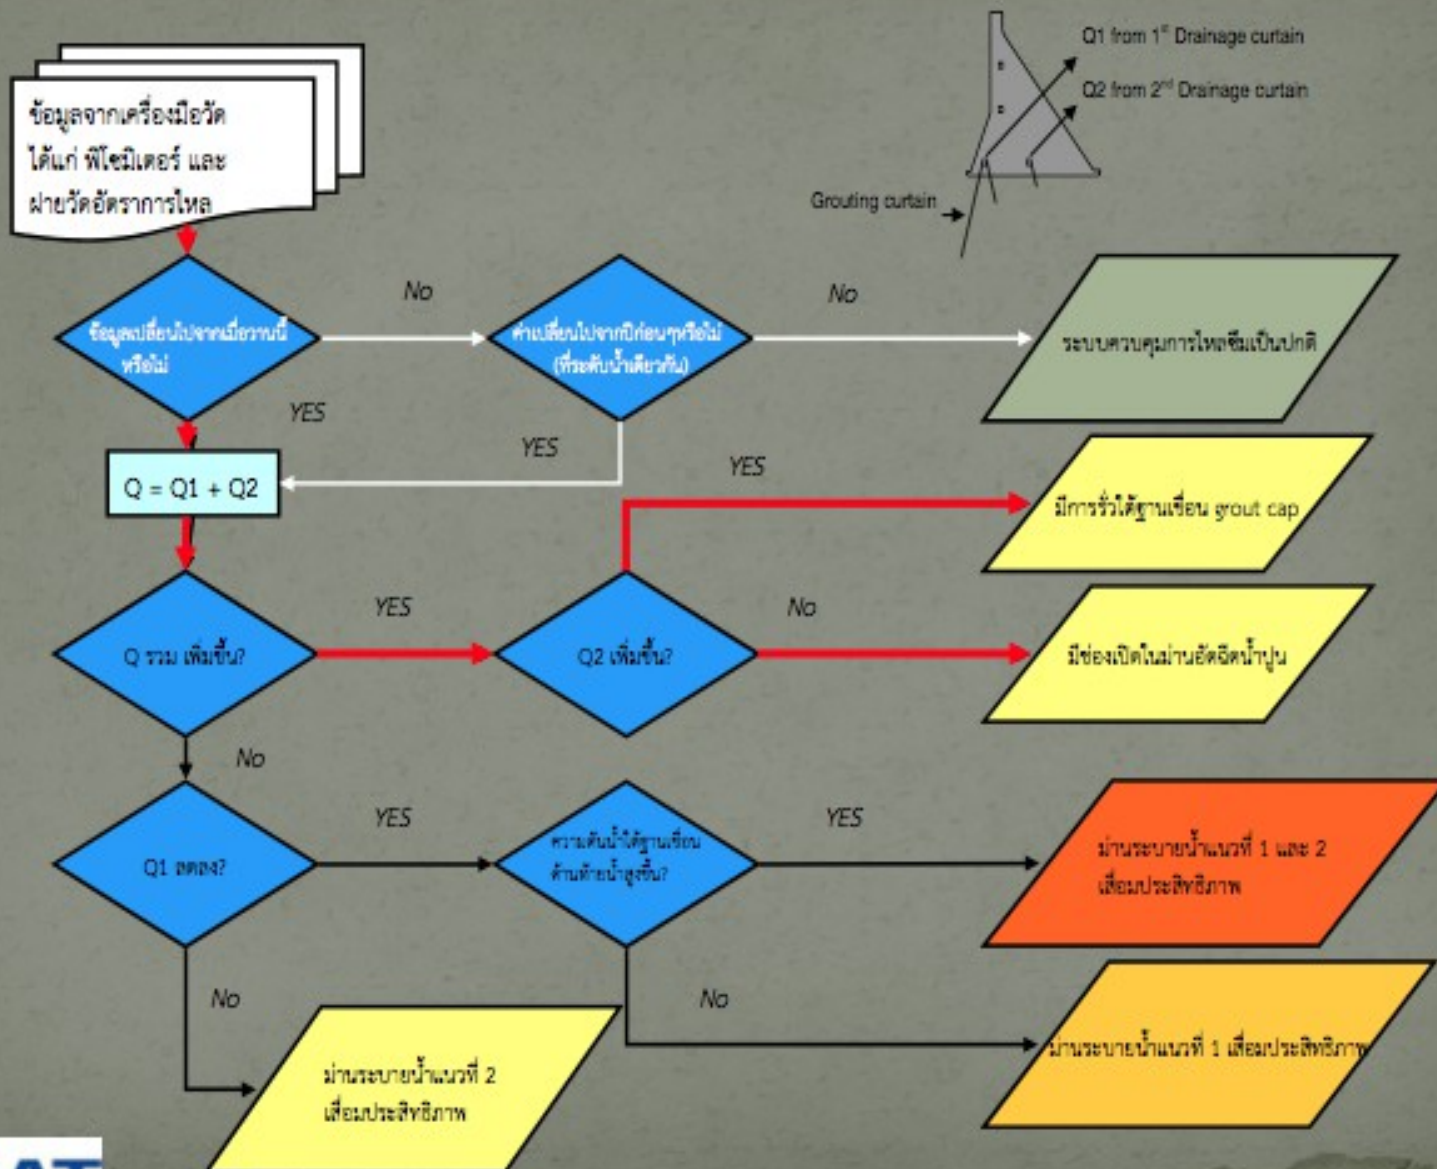 Q1 from 1st Drainage curtain
Q2 from 2nd Drainage curtain
Grouting curtain
ข้อมูลจากเครื่องมือวัด
ได้แก่ พิโซมิเตอร์ และ
ฝายวัดอัตราการไหล
ข้อมูลเปลี่ยนไปจากเมื่อวานนี้
หรือไม่
No
ค่าเปลี่ยนไปจากปีก่อนๆหรือไม่
(ที่ระดับน้ำเดียวกัน)
No
ระบบควบคุมการไหลซึมเป็นปกติ
YES
YES
Q = Q1 + Q2
YES
มีการรั่วใต้ฐานเขื่อน grout cap
Q รวม เพิ่มขึ้น?
YES
Q2 เพิ่มขึ้น?
No
มีช่องเปิดในม่านอัดฉีดน้ำปูน
No
Q1 ลดลง?
YES
ความดันน้ำใต้ฐานเขื่อน
ด้านท้ายน้ำสูงขึ้น?
YES
ม่านระบายน้ำแนวที่ 1 และ 2
เสื่อมประสิทธิภาพ
No
No
ม่านระบายน้ำแนวที่ 1 เสื่อมประสิทธิภาพ
ม่านระบายน้ำแนวที่ 2
เสื่อมประสิทธิภาพ